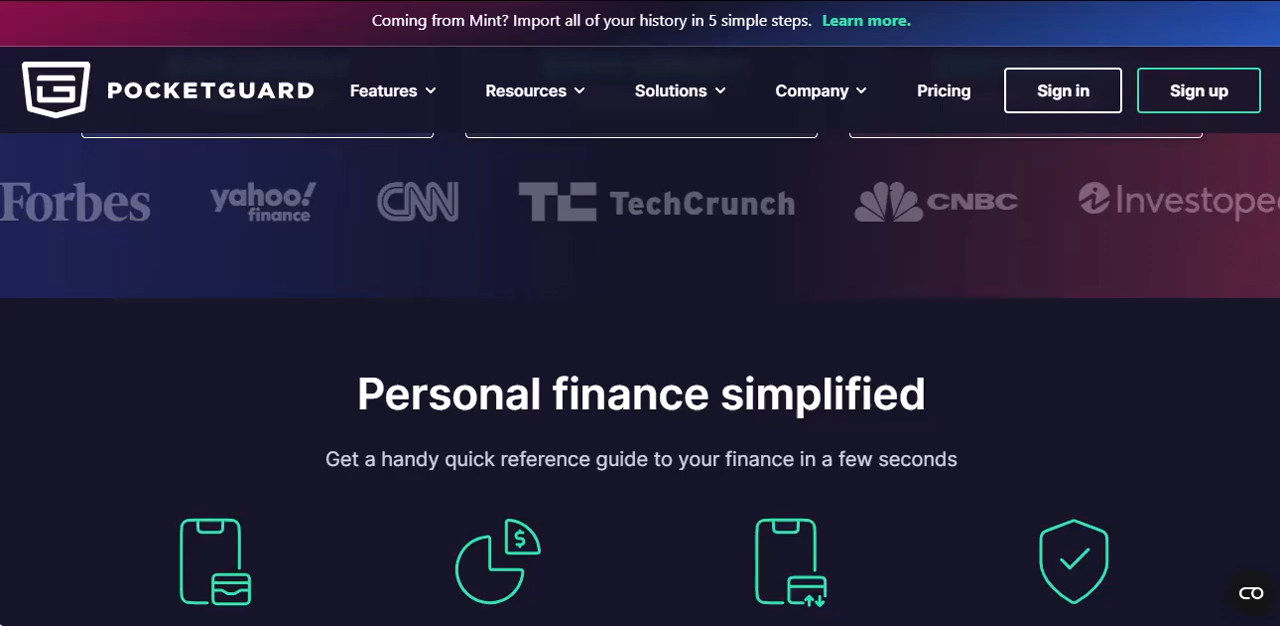 Coming from Mint? Import all of your history in 5 simple steps. Learn more.
POCKETGUARD Features Resources Solutions Company Pricing Sign in Sign up
Forbes yahoo! finance CNN TC TechCrunch CNBC Investope
Personal finance simplified
Get a handy quick reference guide to your finance in a few seconds
$